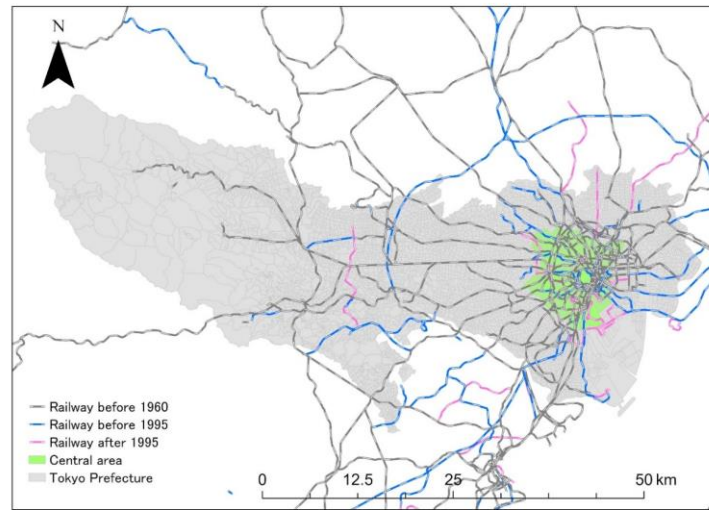 N
Railway before 1960
Railway before 1995
Railway after 1995
Central area
Tokyo Prefecture
0 12.5 25 50 km